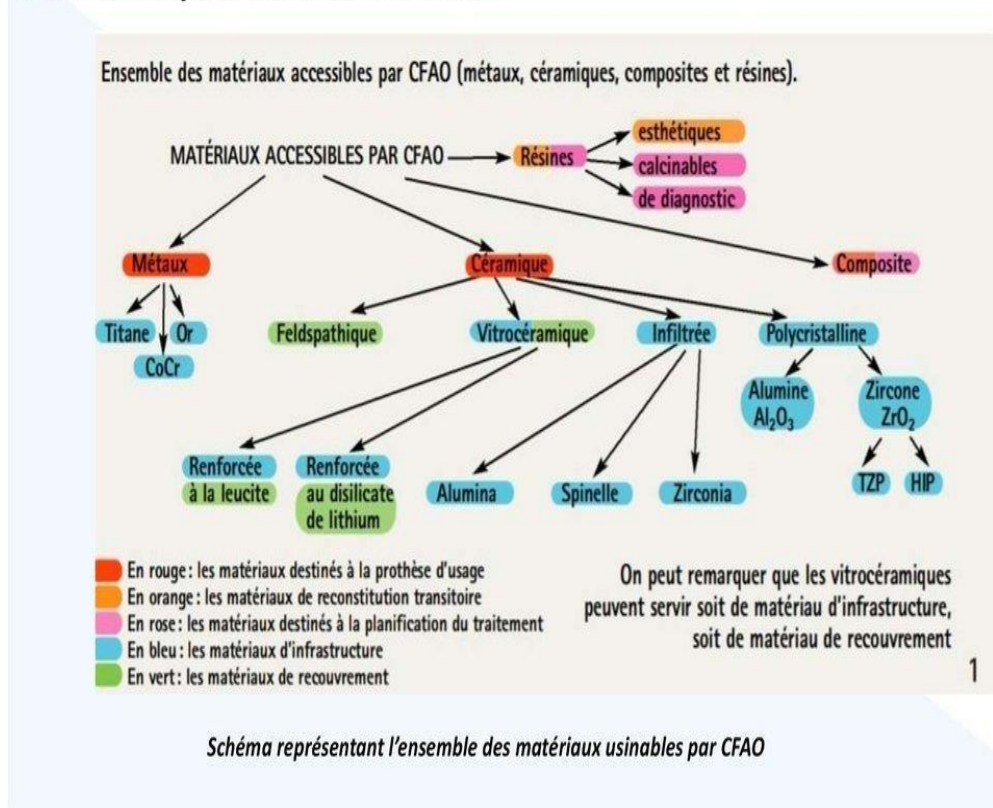 Ensemble des matériaux accessibles par CFAO (métaux, céramiques, composites et résines).
MATÉRIAUX ACCESSIBLES PAR CFAO
Résines
esthétiques
calcinables
de diagnostic
Métaux
Céramique
Composite
Titane
Or
CoCr
Feldspathique
Vitrocéramique
Infiltrée
Polycristalline
Alumine
Al₂O₃
Zircone
ZrO₂
Renforcée
à la leucite
Renforcée
au disilicate
de lithium
Alumina
Spinelle
Zirconia
TZP
HIP
En rouge : les matériaux destinés à la prothèse d'usage
En orange : les matériaux de reconstitution transitoire
En rose : les matériaux destinés à la planification du traitement
En bleu : les matériaux d'infrastructure
En vert : les matériaux de recouvrement
On peut remarquer que les vitrocéramiques
peuvent servir soit de matériau d'infrastructure,
soit de matériau de recouvrement
1
Schéma représentant l'ensemble des matériaux usinables par CFAO